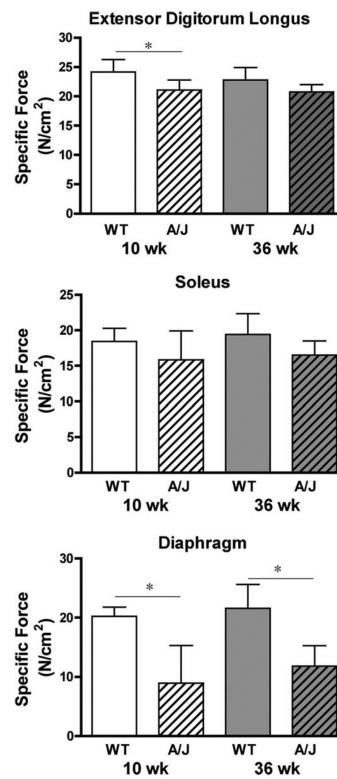 Extensor Digitorum Longus
Specific Force
(N/cm²)
30
25
20
15
10
5
0
*
WT A/J WT A/J
10 wk 36 wk
Soleus
Specific Force
(N/cm²)
25
20
15
10
5
0
WT A/J WT A/J
10 wk 36 wk
Diaphragm
Specific Force
(N/cm²)
30
20
10
0
* *
WT A/J WT A/J
10 wk 36 wk